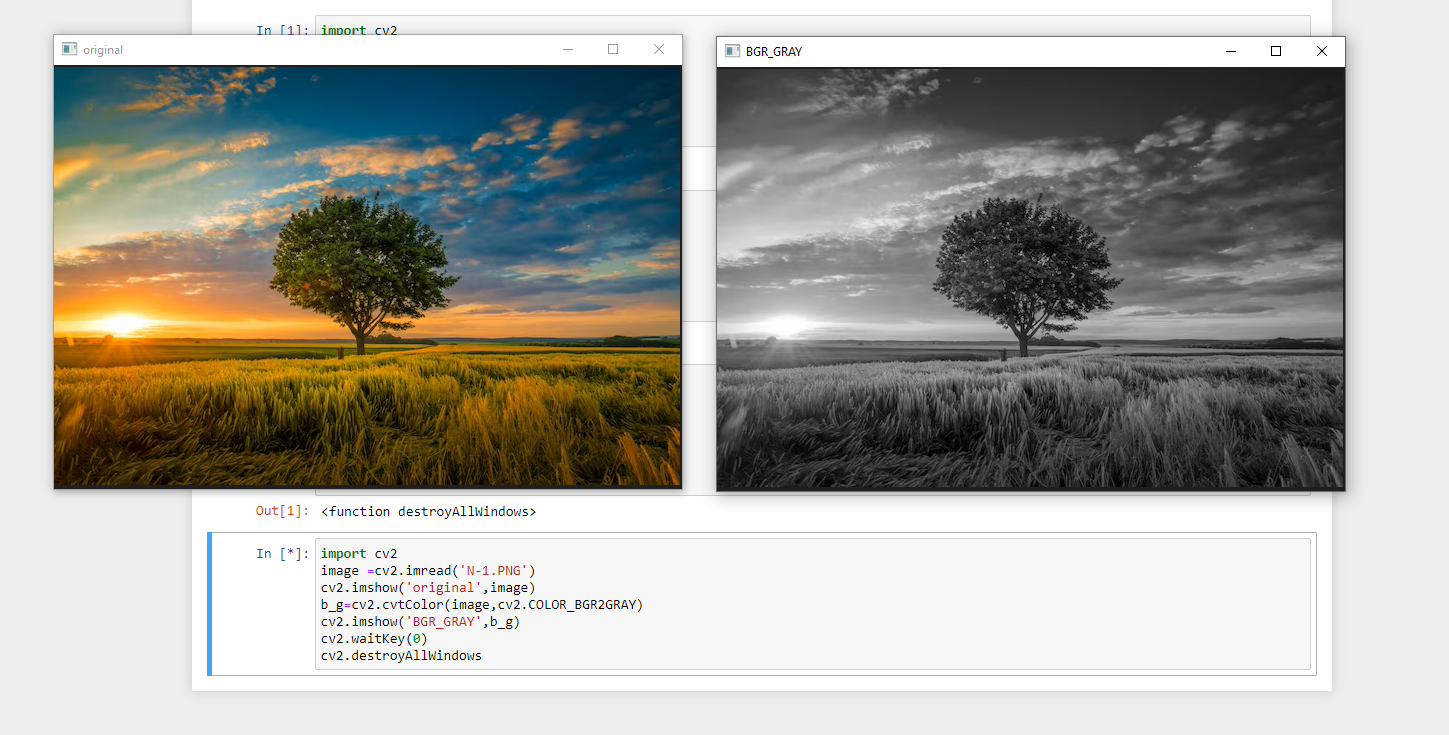 In [1]: import cv2
original
BGR_GRAY
Out[1]: <function destroyAllWindows>
In [*]: import cv2
image =cv2.imread('N-1.PNG')
cv2.imshow('original',image)
b_g=cv2.cvtColor(image,cv2.COLOR_BGR2GRAY)
cv2.imshow('BGR_GRAY',b_g)
cv2.waitKey(0)
cv2.destroyAllWindows